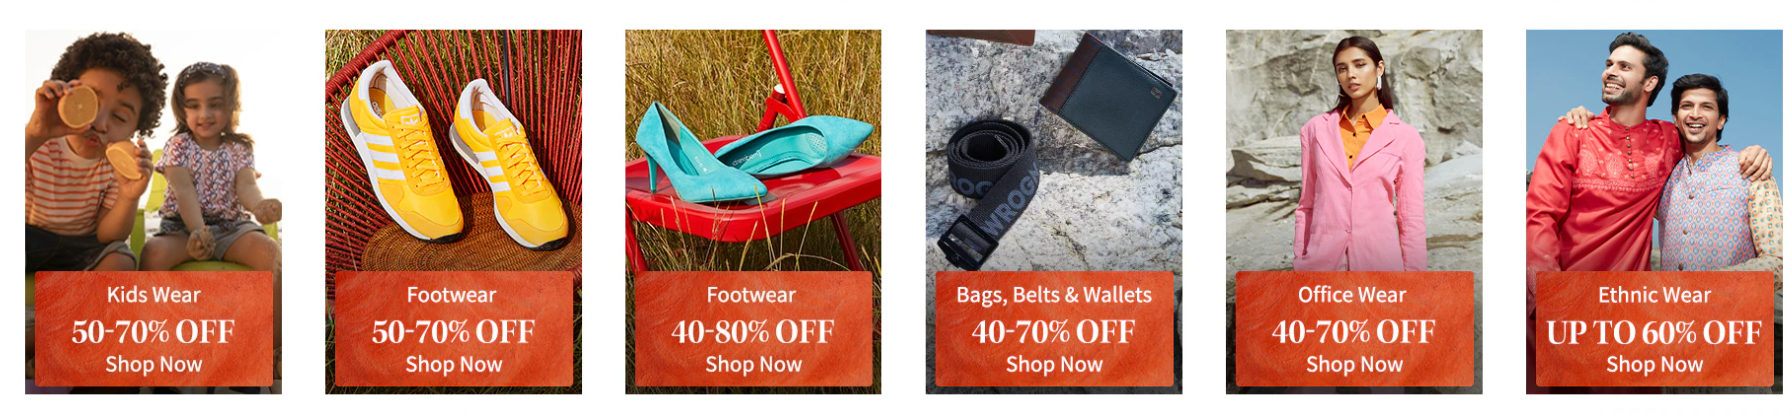 Kids Wear
50-70% OFF
Shop Now
Footwear
50-70% OFF
Shop Now
Footwear
40-80% OFF
Shop Now
WROGN
Bags, Belts & Wallets
40-70% OFF
Shop Now
Office Wear
40-70% OFF
Shop Now
Ethnic Wear
UP TO 60% OFF
Shop Now